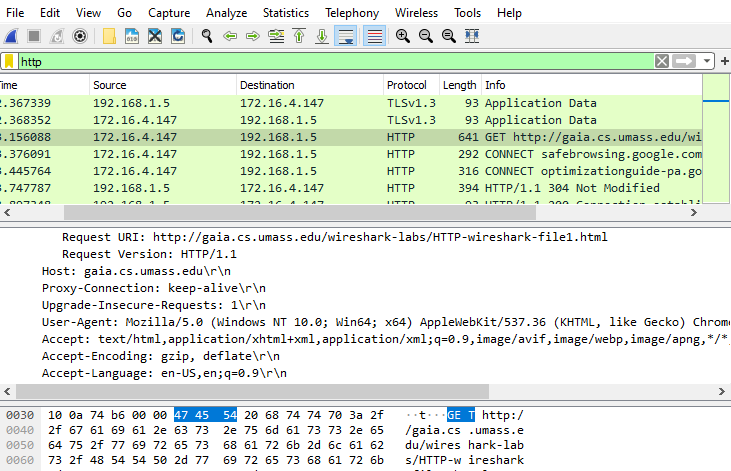 File Edit View Go Capture Analyze Statistics Telephony Wireless Tools Help
http
Time Source Destination Protocol Length Info
2.367339 192.168.1.5 172.16.4.147 TLSv1.3 93 Application Data
2.368352 192.168.1.5 172.16.4.147 TLSv1.3 93 Application Data
3.156088 172.16.4.147 192.168.1.5 HTTP 641 GET http://gaia.cs.umass.edu/wi
3.376091 172.16.4.147 192.168.1.5 HTTP 292 CONNECT safebrowsing.google.com
3.445764 172.16.4.147 192.168.1.5 HTTP 316 CONNECT optimizationguide-pa.go
3.747787 192.168.1.5 172.16.4.147 HTTP 394 HTTP/1.1 304 Not Modified
Request URI: http://gaia.cs.umass.edu/wireshark-labs/HTTP-wireshark-file1.html
Request Version: HTTP/1.1
Host: gaia.cs.umass.edu\r\n
Proxy-Connection: keep-alive\r\n
Upgrade-Insecure-Requests: 1\r\n
User-Agent: Mozilla/5.0 (Windows NT 10.0; Win64; x64) AppleWebKit/537.36 (KHTML, like Gecko) Chrom
Accept: text/html,application/xhtml+xml,application/xml;q=0.9,image/avif,image/webp,image/apng,*/*
Accept-Encoding: gzip, deflate\r\n
Accept-Language: en-US,en;q=0.9\r\n
0030 10 0a 74 b6 00 00 47 45 54 20 68 74 74 70 3a 2f ··t···GE T http:/
0040 2f 67 61 69 61 2e 63 73 2e 75 6d 61 73 73 2e 65 /gaia.cs .umass.e
0050 64 75 2f 77 69 72 65 73 68 61 72 6b 2d 6c 61 62 du/wires hark-lab
0060 73 2f 48 54 54 50 2d 77 69 72 65 73 68 61 72 6b s/HTTP-w ireshark